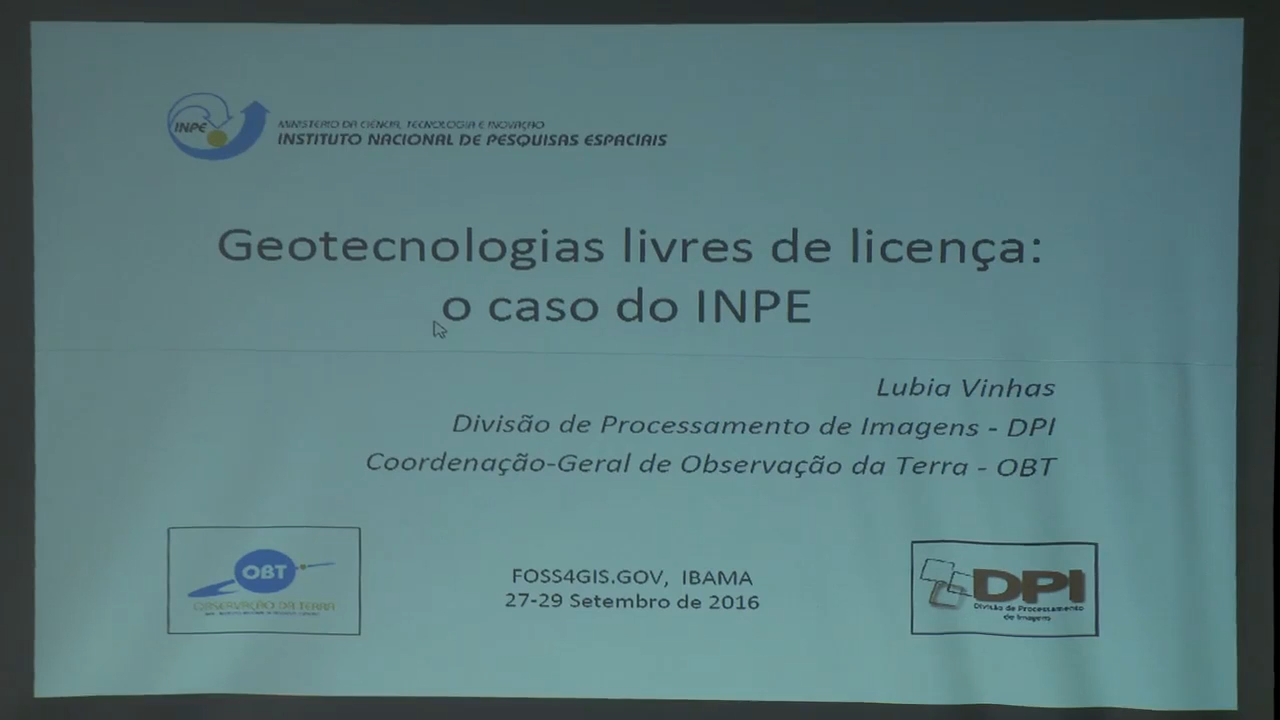 INPE
MINISTÉRIO DA CIÊNCIA, TECNOLOGIA E INOVAÇÃO
INSTITUTO NACIONAL DE PESQUISAS ESPACIAIS
Geotecnologias livres de licença:
o caso do INPE
Lubia Vinhas
Divisão de Processamento de Imagens - DPI
Coordenação-Geral de Observação da Terra - OBT
OBT
OBSERVAÇÃO DA TERRA
FOSS4GIS.GOV, IBAMA
27-29 Setembro de 2016
DPI
Divisão de Processamento
de Imagem